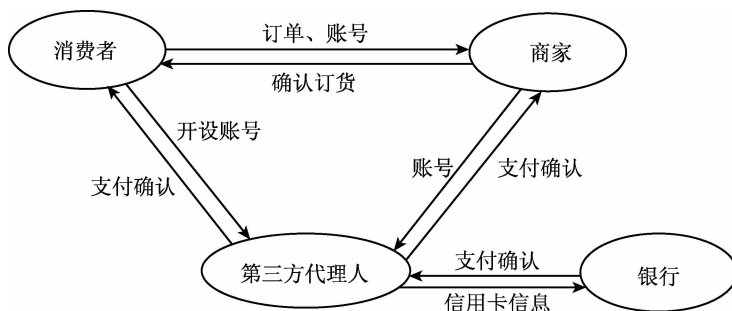 订单、账号
消费者
商家
确认订货
开设账号
账号
支付确认
支付确认
第三方代理人
支付确认
银行
信用卡信息